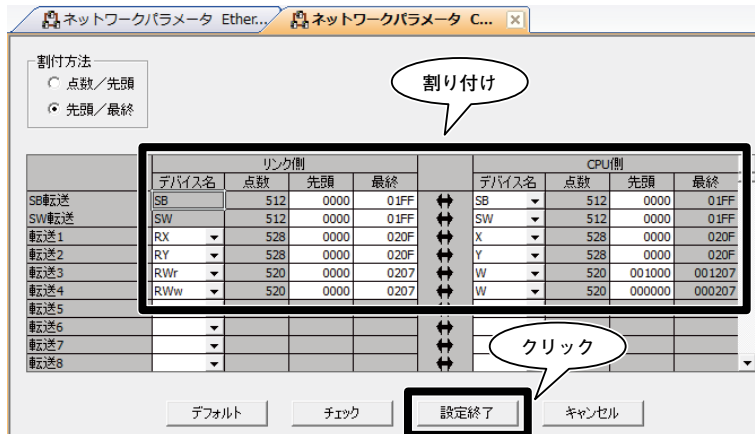 ネットワークパラメータ Ether... ネットワークパラメータ C...
割付方法
点数／先頭
先頭／最終
割り付け
リンク側 CPU側
デバイス名 点数 先頭 最終 デバイス名 点数 先頭 最終
SB転送 SB 512 0000 01FF SB 512 0000 01FF
SW転送 SW 512 0000 01FF SW 512 0000 01FF
転送1 RX 528 0000 020F X 528 0000 020F
転送2 RY 528 0000 020F Y 528 0000 020F
転送3 RWr 520 0000 0207 W 520 001000 001207
転送4 RWw 520 0000 0207 W 520 000000 000207
転送5
転送6
転送7
転送8
クリック
デフォルト チェック 設定終了 キャンセル